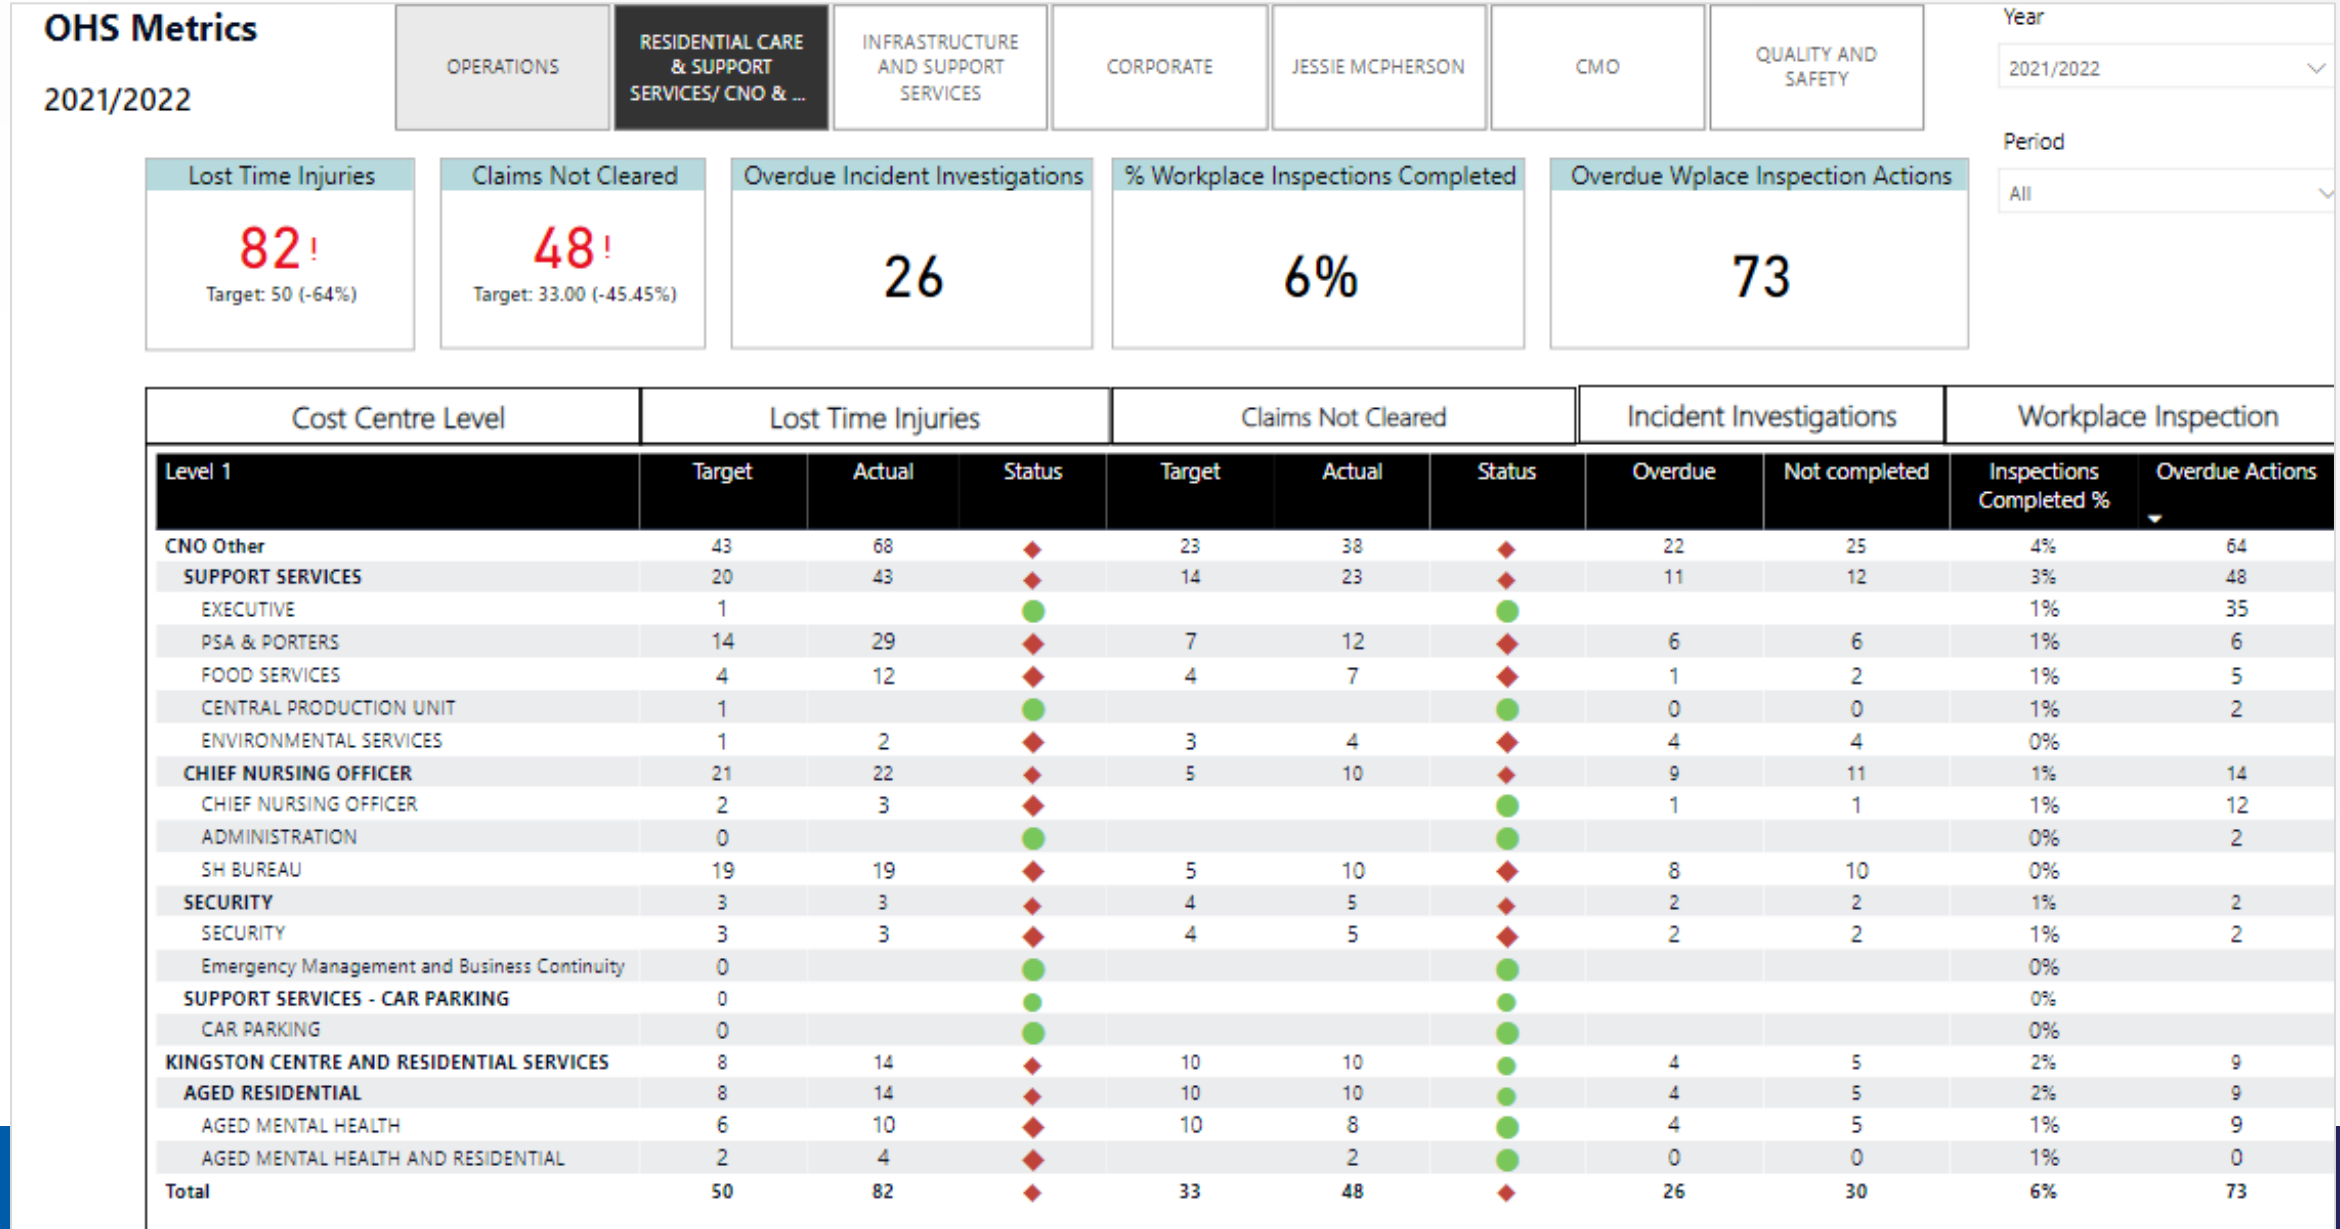 OHS Metrics
2021/2022
OPERATIONS
RESIDENTIAL CARE
& SUPPORT
SERVICES/ CNO & ...
INFRASTRUCTURE
AND SUPPORT
SERVICES
CORPORATE
JESSIE MCPHERSON
CMO
QUALITY AND
SAFETY
Year
2021/2022
Period
All
Lost Time Injuries
82!
Target: 50 (-64%)
Claims Not Cleared
48!
Target: 33.00 (-45.45%)
Overdue Incident Investigations
26
% Workplace Inspections Completed
6%
Overdue Wplace Inspection Actions
73
Cost Centre Level Lost Time Injuries Claims Not Cleared Incident Investigations Workplace Inspection
Level 1 Target Actual Status Target Actual Status Overdue Not completed Inspections Overdue Actions
Completed %
CNO Other 43 68 23 38 22 25 4% 64
SUPPORT SERVICES 20 43 14 23 11 12 3% 48
EXECUTIVE 1 1% 35
PSA & PORTERS 14 29 7 12 6 6 1% 6
FOOD SERVICES 4 12 4 7 1 2 1% 5
CENTRAL PRODUCTION UNIT 1 0 0 1% 2
ENVIRONMENTAL SERVICES 1 2 3 4 4 4 0%
CHIEF NURSING OFFICER 21 22 5 10 9 11 1% 14
CHIEF NURSING OFFICER 2 3 1 1 1% 12
ADMINISTRATION 0 0% 2
SH BUREAU 19 19 5 10 8 10 0%
SECURITY 3 3 4 5 2 2 1% 2
SECURITY 3 3 4 5 2 2 1% 2
Emergency Management and Business Continuity 0 0%
SUPPORT SERVICES - CAR PARKING 0 0%
CAR PARKING 0 0%
KINGSTON CENTRE AND RESIDENTIAL SERVICES 8 14 10 10 4 5 2% 9
AGED RESIDENTIAL 8 14 10 10 4 5 2% 9
AGED MENTAL HEALTH 6 10 10 8 4 5 1% 9
AGED MENTAL HEALTH AND RESIDENTIAL 2 4 2 0 0 1% 0
Total 50 82 33 48 26 30 6% 73